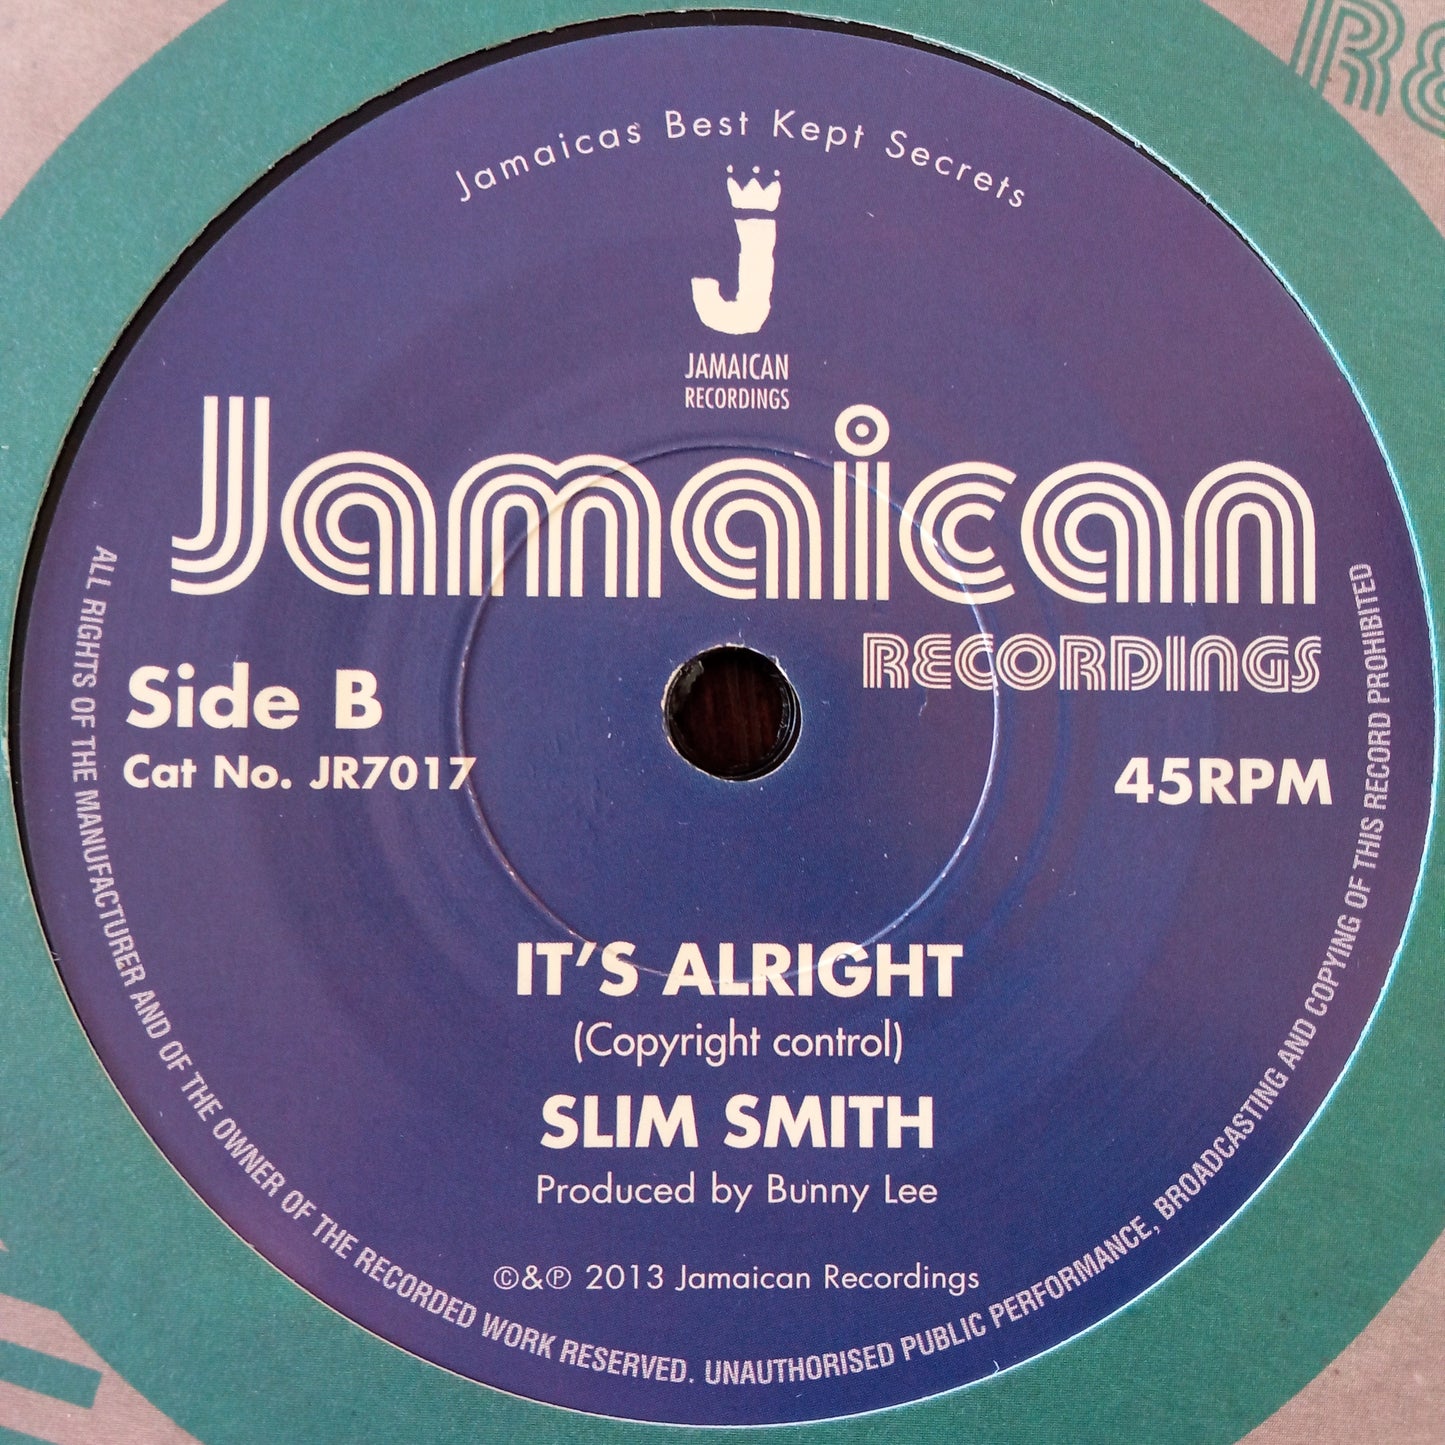 Jamaicas Best Kept Secrets
J
JAMAICAN
RECORDINGS
Jamaican
RECORDINGS
Side B
Cat No. JR7017
45RPM
IT'S ALRIGHT
(Copyright control)
SLIM SMITH
Produced by Bunny Lee
©&℗ 2013 Jamaican Recordings
ALL RIGHTS OF THE MANUFACTURER AND OF THE OWNER OF THE RECORDED WORK RESERVED. UNAUTHORISED PUBLIC PERFORMANCE, BROADCASTING AND COPYING OF THIS RECORD PROHIBITED